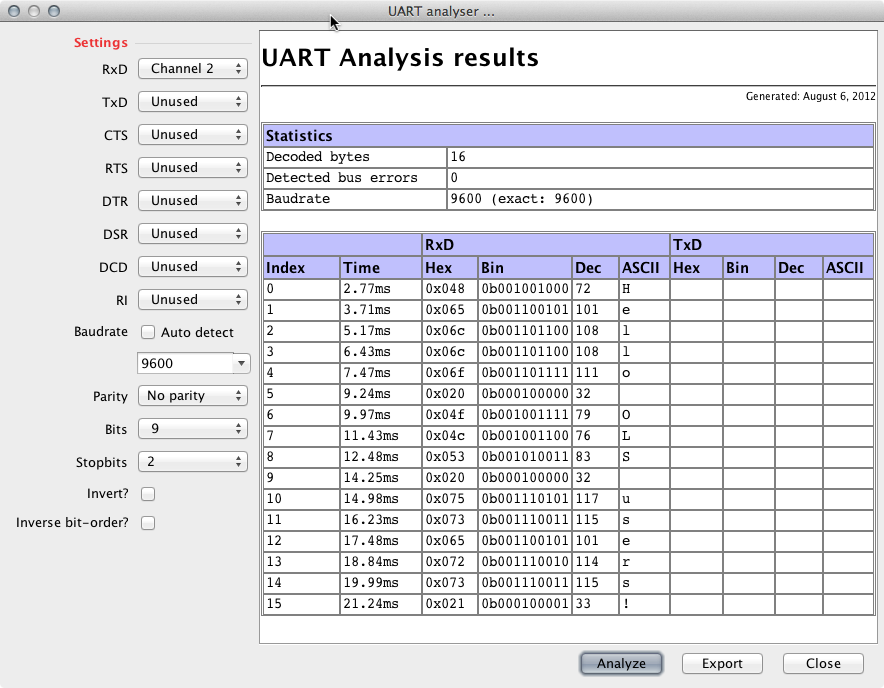 UART analyser ...
Settings
RxD Channel 2
TxD Unused
CTS Unused
RTS Unused
DTR Unused
DSR Unused
DCD Unused
RI Unused
Baudrate Auto detect
9600
Parity No parity
Bits 9
Stopbits 2
Invert?
Inverse bit-order?
UART Analysis results
Generated: August 6, 2012
Statistics
Decoded bytes 16
Detected bus errors 0
Baudrate 9600 (exact: 9600)
RxD TxD
Index Time Hex Bin Dec ASCII Hex Bin Dec ASCII
0 2.77ms 0x048 0b001001000 72 H
1 3.71ms 0x065 0b001100101 101 e
2 5.17ms 0x06c 0b001101100 108 l
3 6.43ms 0x06c 0b001101100 108 l
4 7.47ms 0x06f 0b001101111 111 o
5 9.24ms 0x020 0b000100000 32
6 9.97ms 0x04f 0b001001111 79 O
7 11.43ms 0x04c 0b001001100 76 L
8 12.48ms 0x053 0b001010011 83 S
9 14.25ms 0x020 0b000100000 32
10 14.98ms 0x075 0b001110101 117 u
11 16.23ms 0x073 0b001110011 115 s
12 17.48ms 0x065 0b001100101 101 e
13 18.84ms 0x072 0b001110010 114 r
14 19.99ms 0x073 0b001110011 115 s
15 21.24ms 0x021 0b000100001 33 !
Analyze Export Close